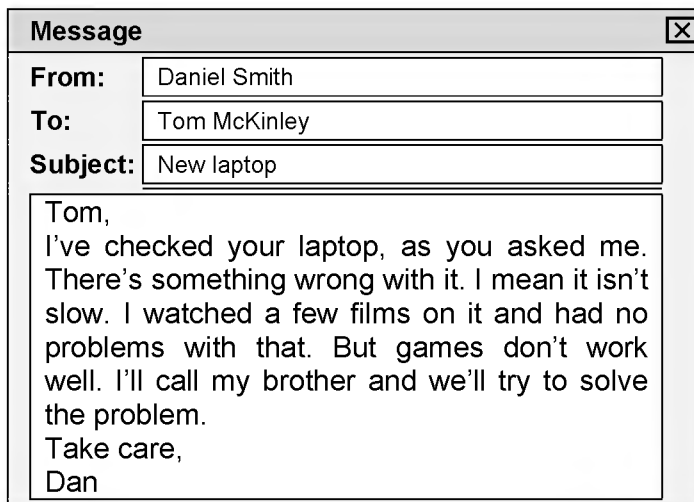 Message
From: Daniel Smith
To: Tom McKinley
Subject: New laptop
Tom,
I've checked your laptop, as you asked me.
There's something wrong with it. I mean it isn't
slow. I watched a few films on it and had no
problems with that. But games don't work
well. I'll call my brother and we'll try to solve
the problem.
Take care,
Dan